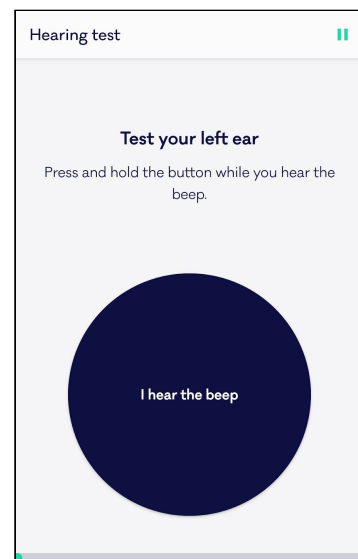 Hearing test
Test your left ear
Press and hold the button while you hear the
beep.
I hear the beep